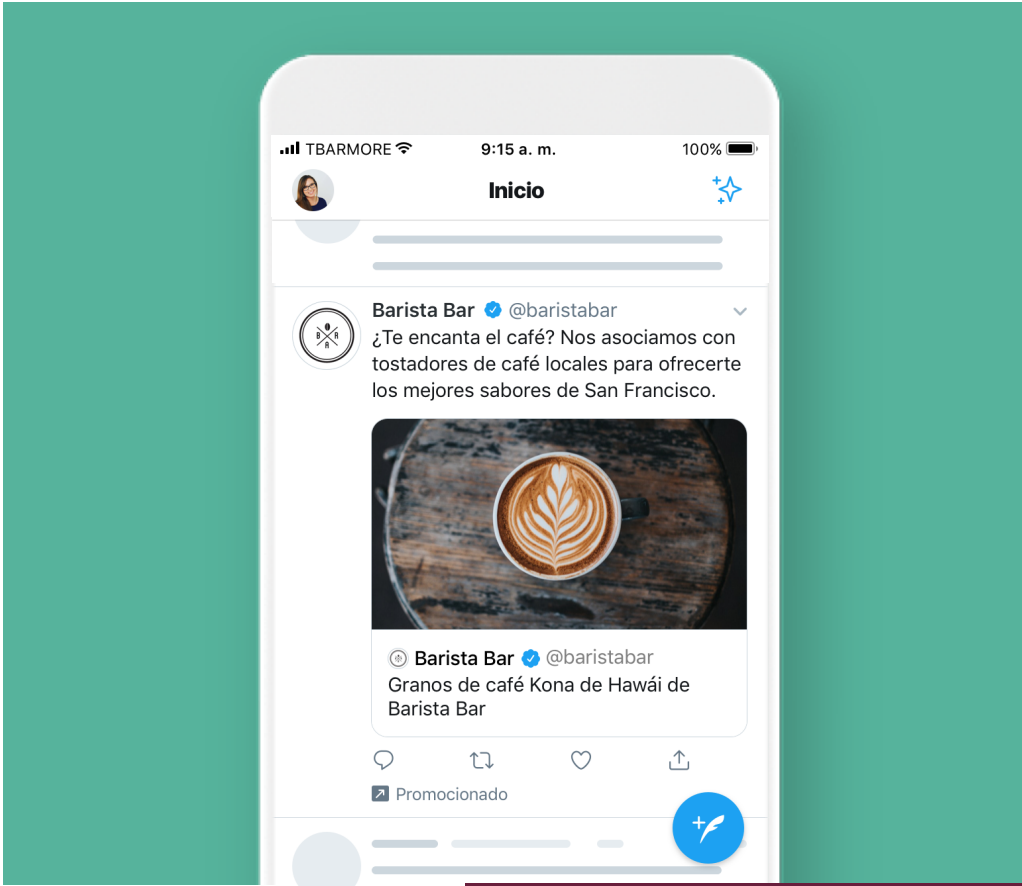 TBARMORE
9:15 a. m.
100%
Inicio
Barista Bar @baristabar
¿Te encanta el café? Nos asociamos con
tostadores de café locales para ofrecerte
los mejores sabores de San Francisco.
B R
A
Barista Bar @baristabar
Granos de café Kona de Hawái de
Barista Bar
Promocionado